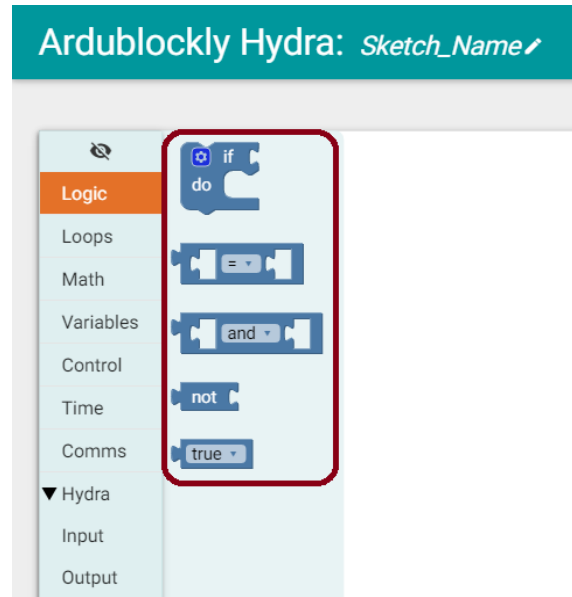 Ardublockly Hydra: Sketch_Name
Logic
Loops
Math
Variables
Control
Time
Comms
Hydra
Input
Output
if
do
=
and
not
true